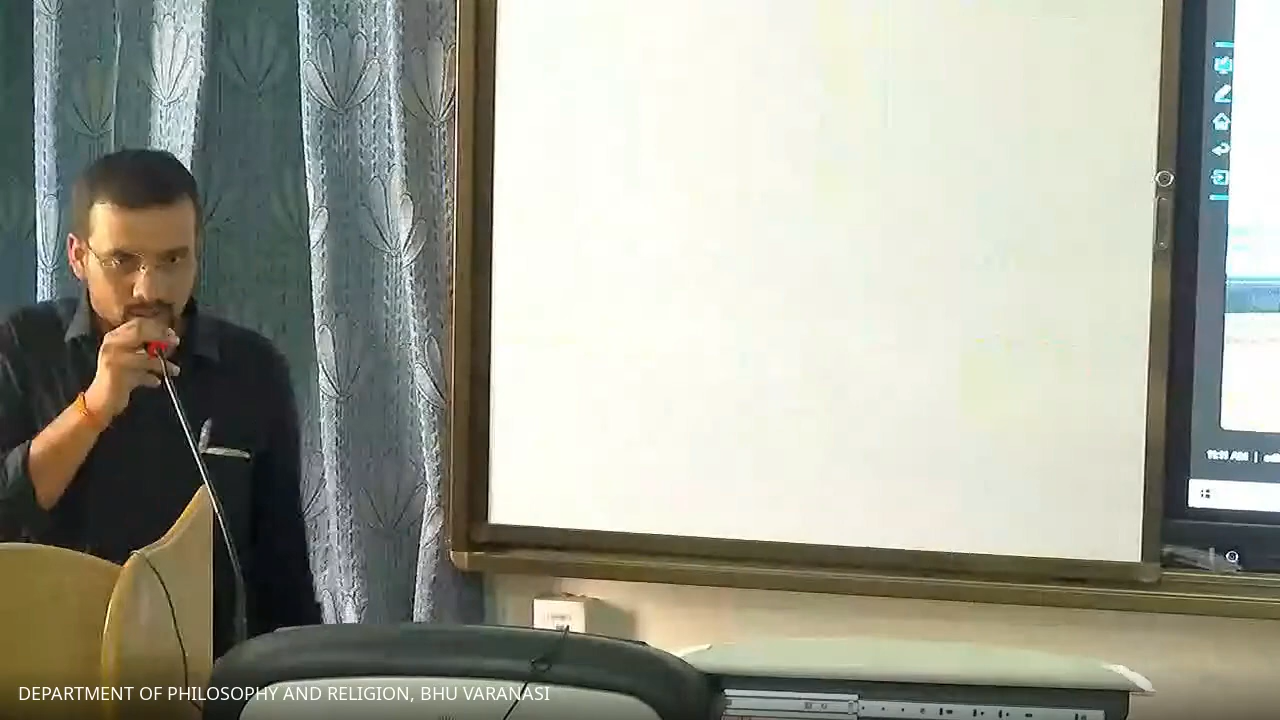 DEPARTMENT OF PHILOSOPHY AND RELIGION, BHU VARANASI